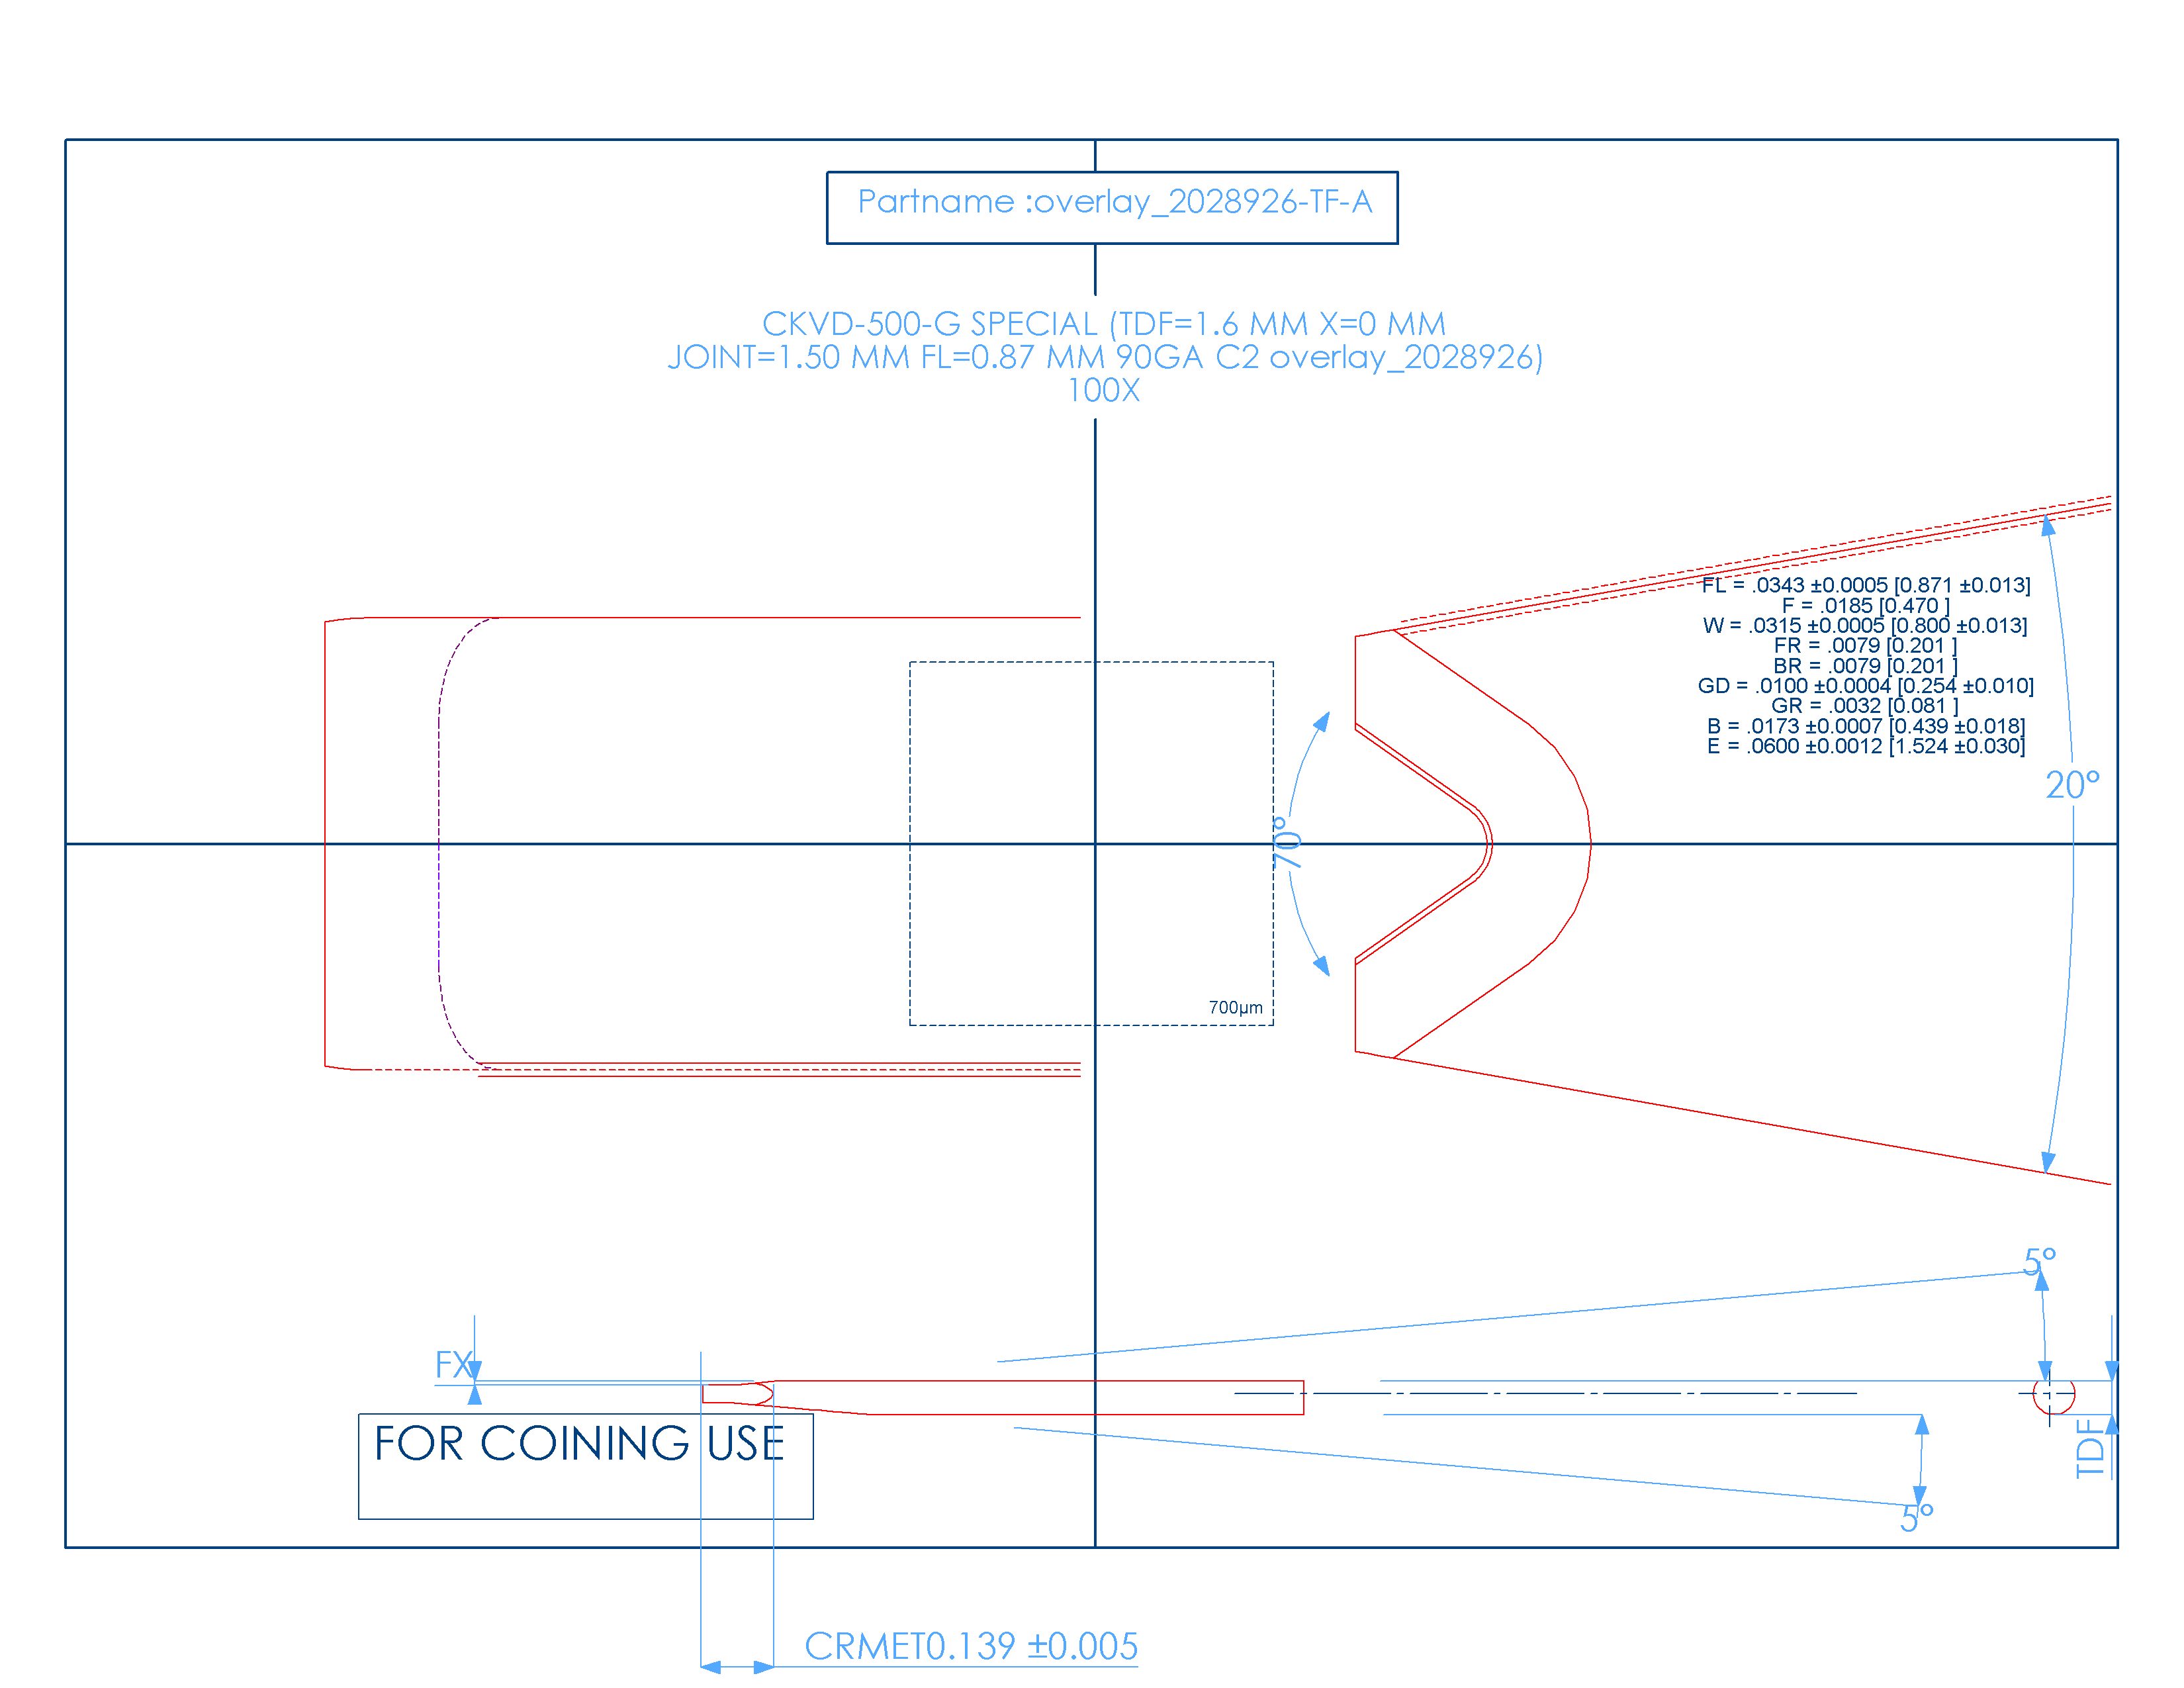 Partname :overlay_2028926-TF-A
CKVD-500-G SPECIAL (TDF=1.6 MM X=0 MM
JOINT=1.50 MM FL=0.87 MM 90GA C2 overlay_2028926)
100X
FL = .0343 ±0.0005 [0.871 ±0.013]
F = .0185 [0.470 ]
W = .0315 ±0.0005 [0.800 ±0.013]
FR = .0079 [0.201 ]
BR = .0079 [0.201 ]
GD = .0100 ±0.0004 [0.254 ±0.010]
GR = .0032 [0.081 ]
B = .0173 ±0.0007 [0.439 ±0.018]
E = .0600 ±0.0012 [1.524 ±0.030]
20°
70°
700µm
5°
FX
FOR COINING USE
TDF
5°
CRMET0.139 ±0.005